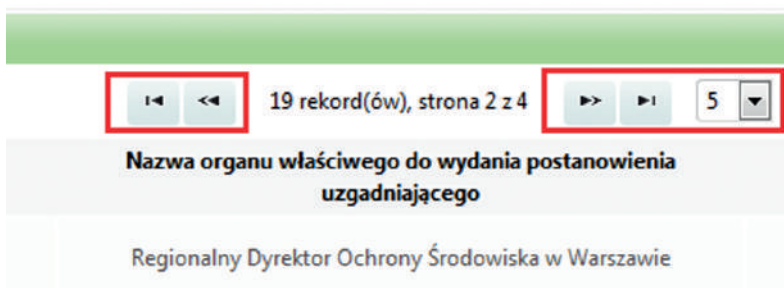 19 rekord(ów), strona 2 z 4
5
Nazwa organu właściwego do wydania postanowienia
uzgadniającego
Regionalny Dyrektor Ochrony Środowiska w Warszawie